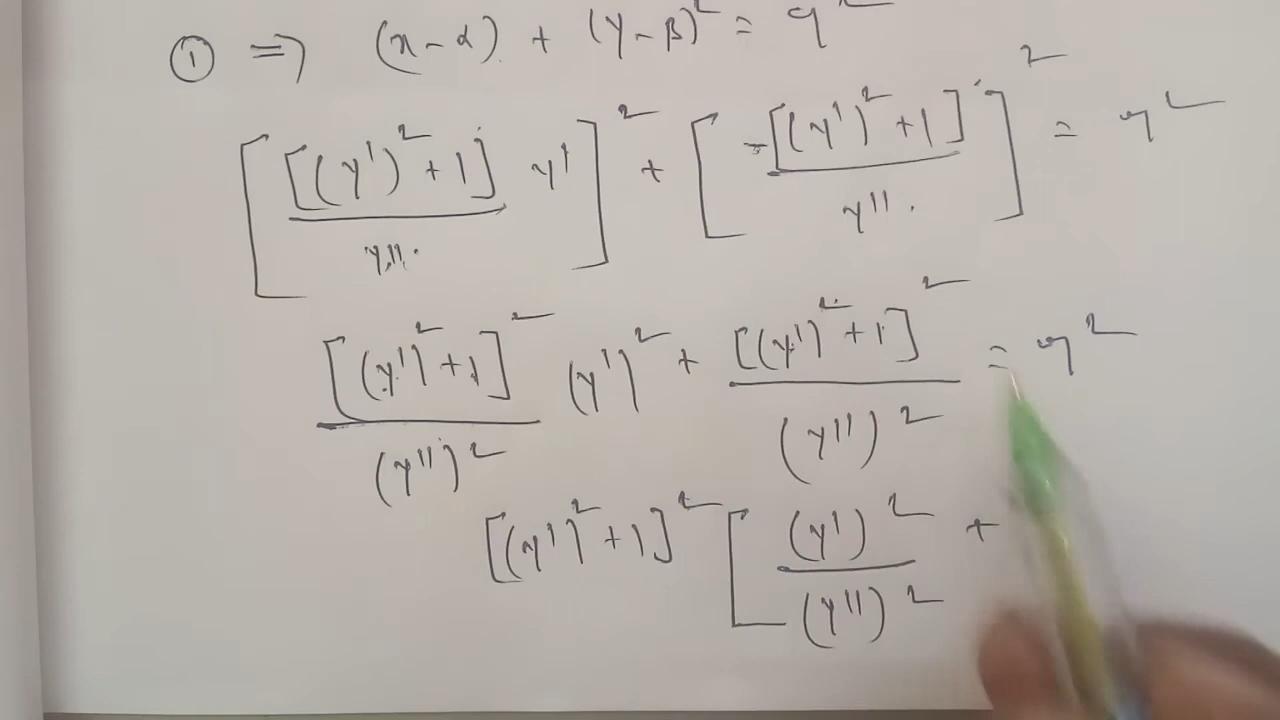 ① ⇒ (x-α) + (y-β)² = r²
[[(y')²+1]/y'' y']² + [-[(y')²+1]/y'']² = r²
[(y')²+1]²/(y'')² (y')² + [(y')²+1]²/(y'')² = r²
[(y')²+1]² [(y')²/(y'')² +